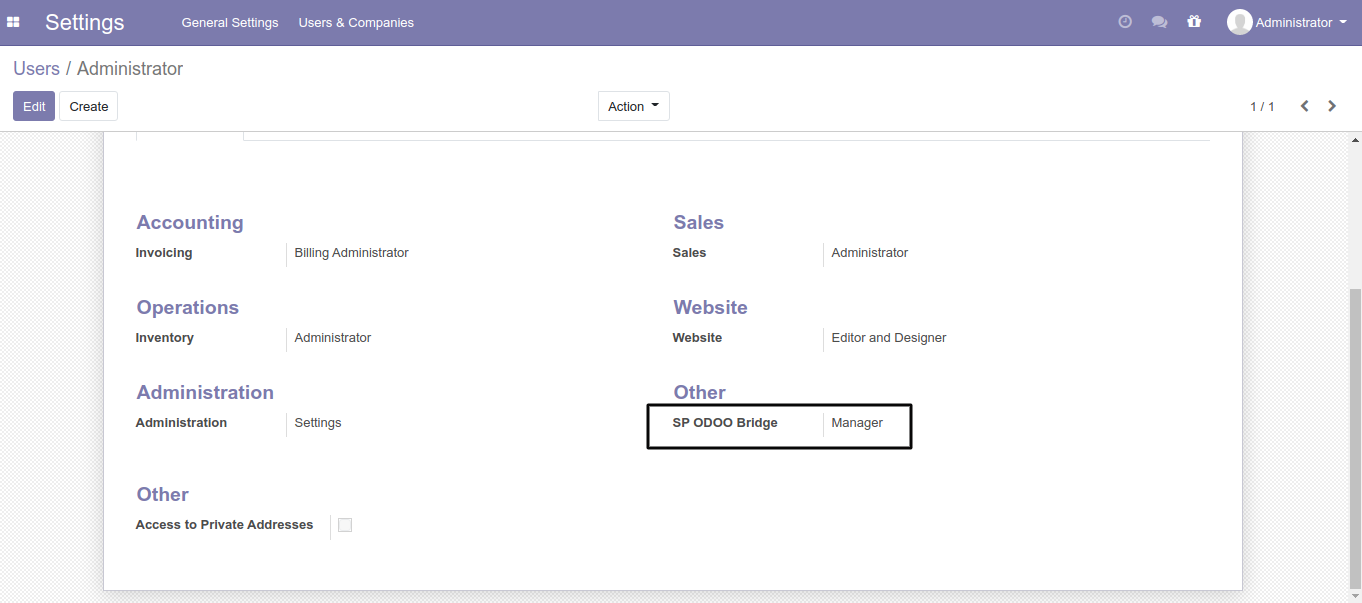 Settings General Settings Users & Companies Administrator
Users / Administrator
Edit Create Action 1 / 1
Accounting Sales
Invoicing Billing Administrator Sales Administrator
Operations Website
Inventory Administrator Website Editor and Designer
Administration Other
Administration Settings SP ODOO Bridge Manager
Other
Access to Private Addresses